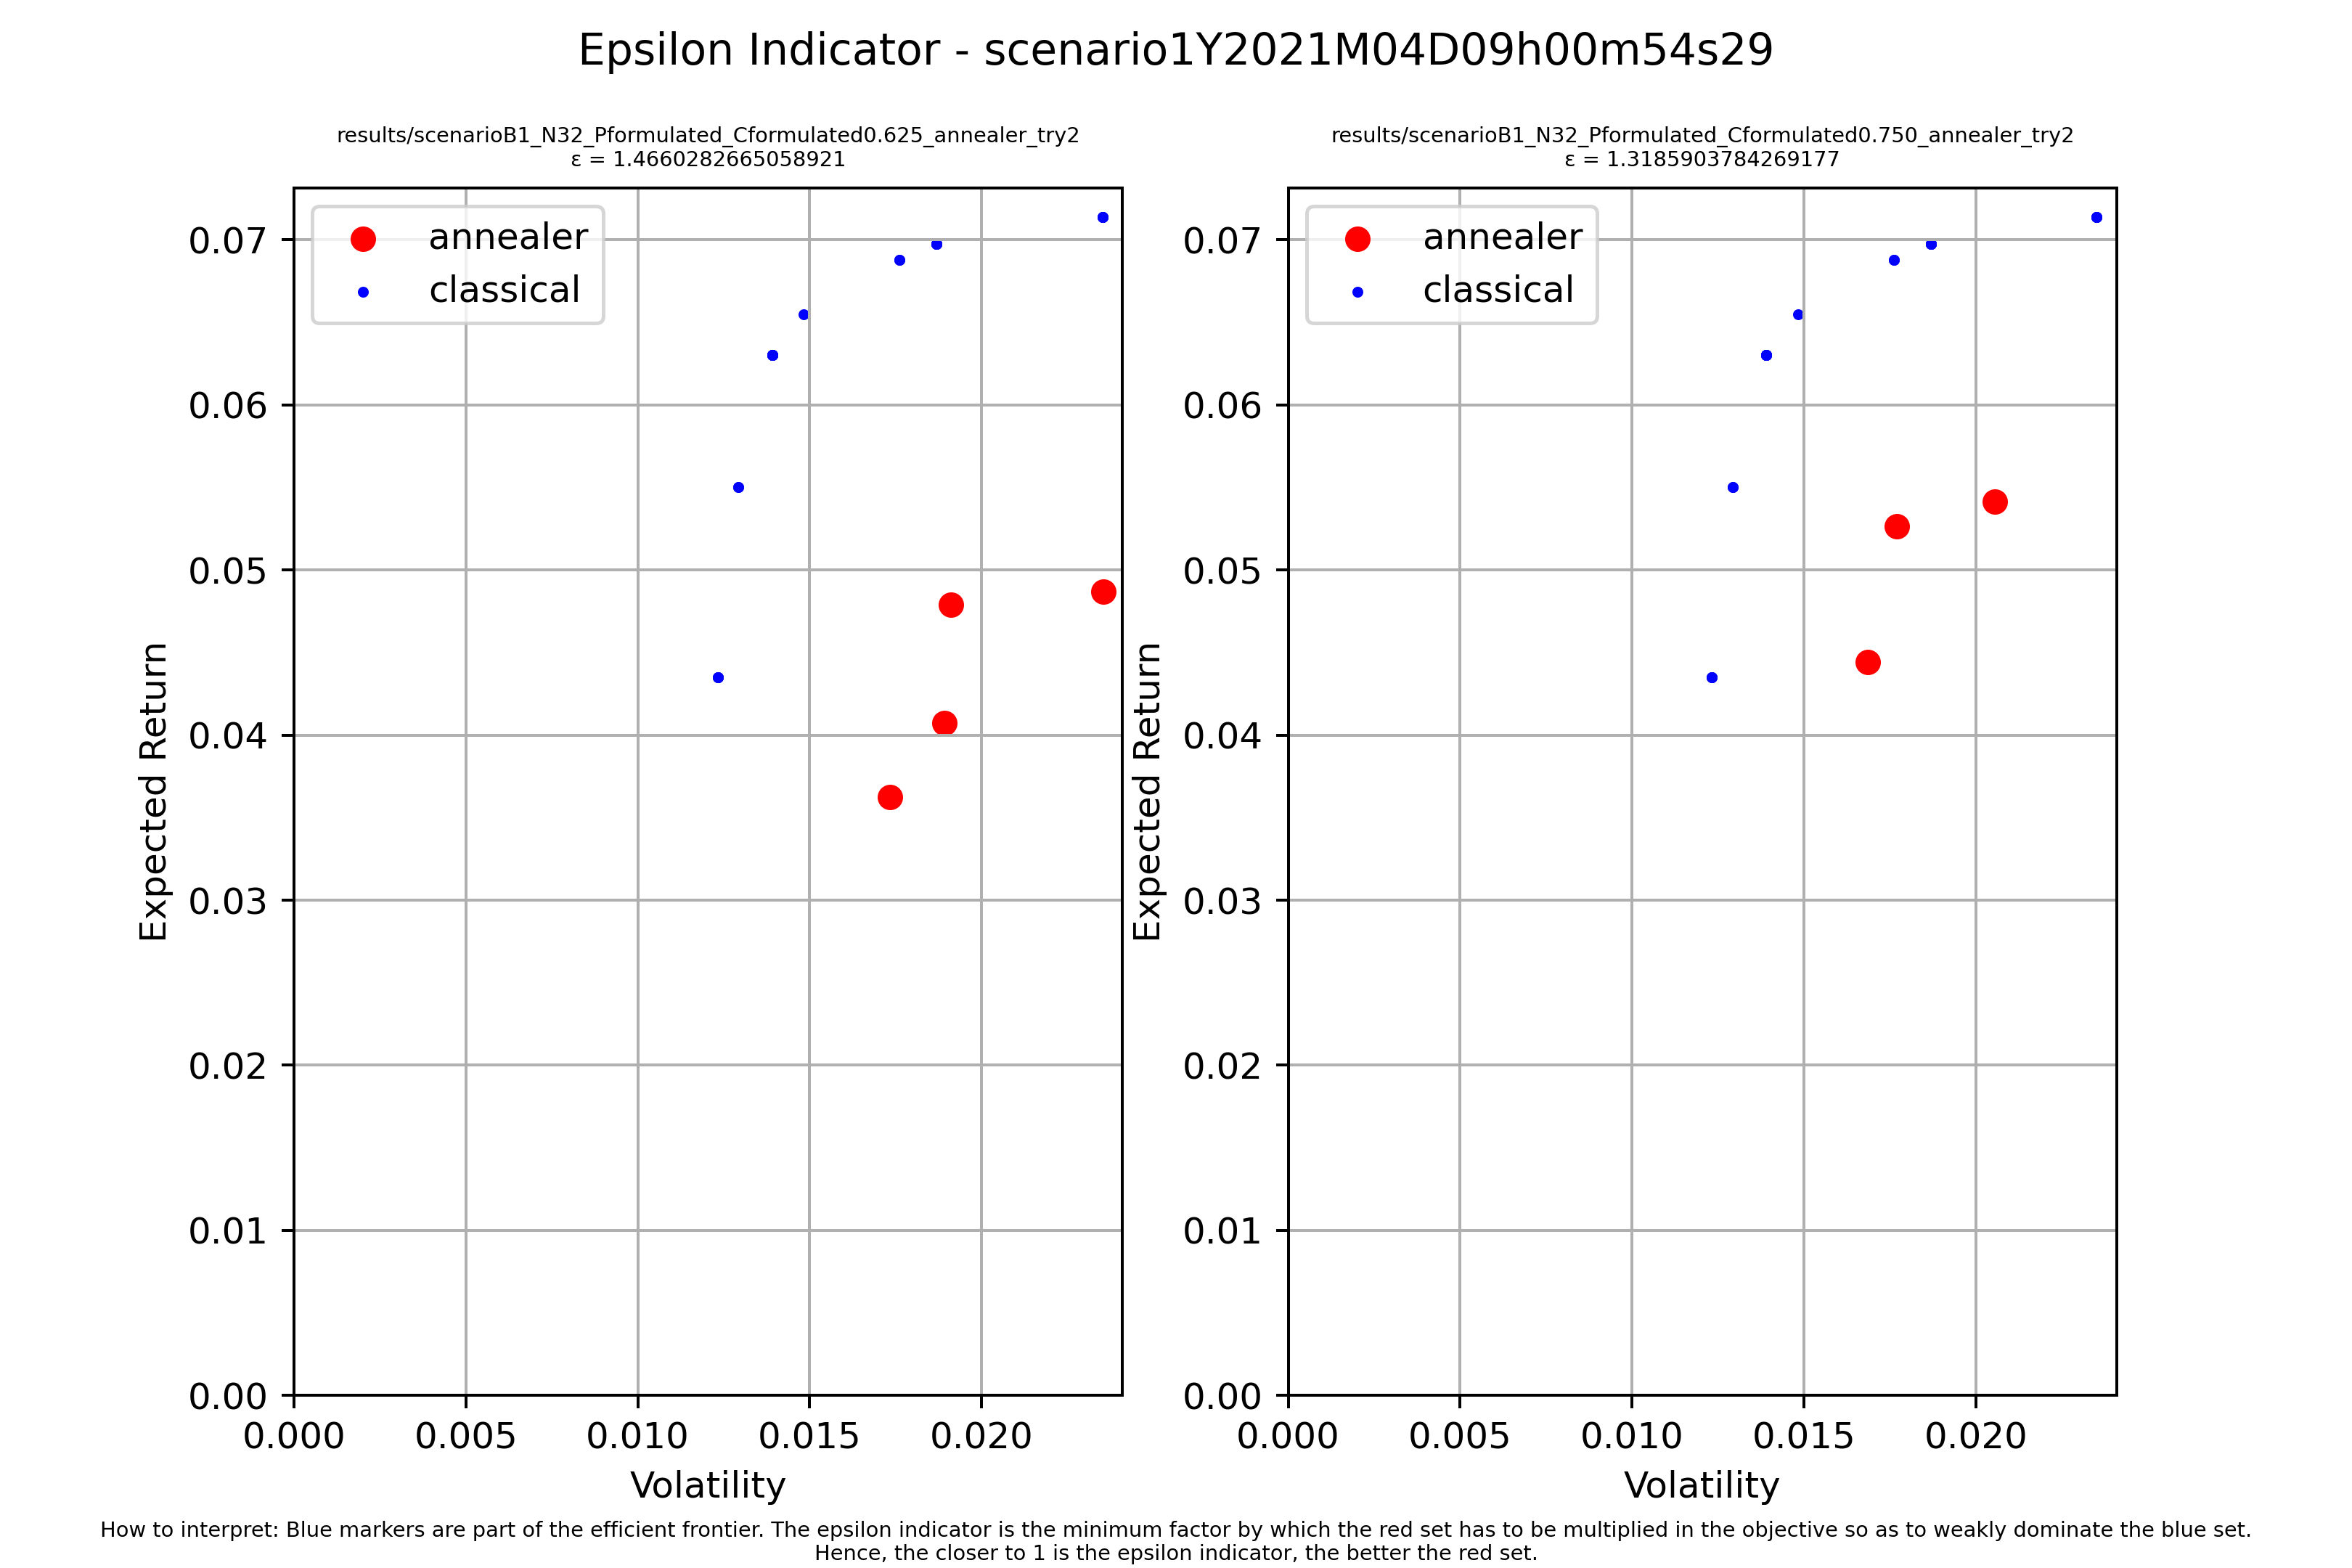 Epsilon Indicator - scenario1Y2021M04D09h00m54s29
results/scenarioB1_N32_Pformulated_Cformulated0.625_annealer_try2
ε = 1.4660282665058921
annealer
classical
0.07
0.06
0.05
0.04
0.03
0.02
0.01
0.00
Expected Return
0.000 0.005 0.010 0.015 0.020
Volatility
results/scenarioB1_N32_Pformulated_Cformulated0.750_annealer_try2
ε = 1.3185903784269177
annealer
classical
0.07
0.06
0.05
0.04
0.03
0.02
0.01
0.00
Expected Return
0.000 0.005 0.010 0.015 0.020
Volatility
How to interpret: Blue markers are part of the efficient frontier. The epsilon indicator is the minimum factor by which the red set has to be multiplied in the objective so as to weakly dominate the blue set.
Hence, the closer to 1 is the epsilon indicator, the better the red set.